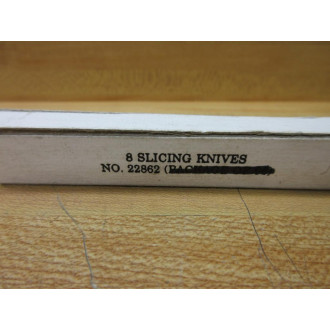 8 SLICING KNIVES
NO. 22862 (